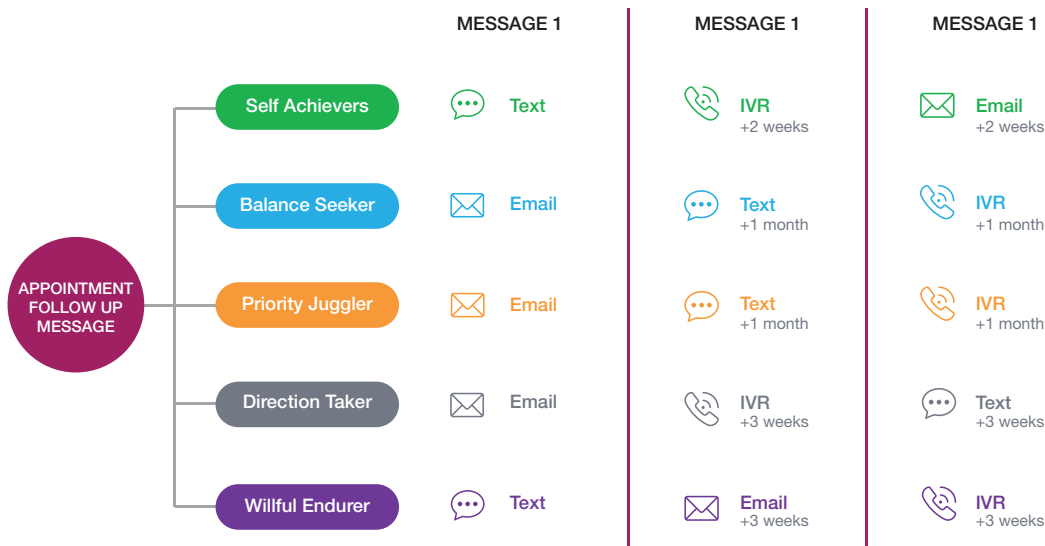 MESSAGE 1
MESSAGE 1
MESSAGE 1
Self Achievers
Text
IVR
+2 weeks
Email
+2 weeks
Balance Seeker
Email
Text
+1 month
IVR
+1 month
APPOINTMENT
FOLLOW UP
MESSAGE
Priority Juggler
Email
Text
+1 month
IVR
+1 month
Direction Taker
Email
IVR
+3 weeks
Text
+3 weeks
Willful Endurer
Text
Email
+3 weeks
IVR
+3 weeks